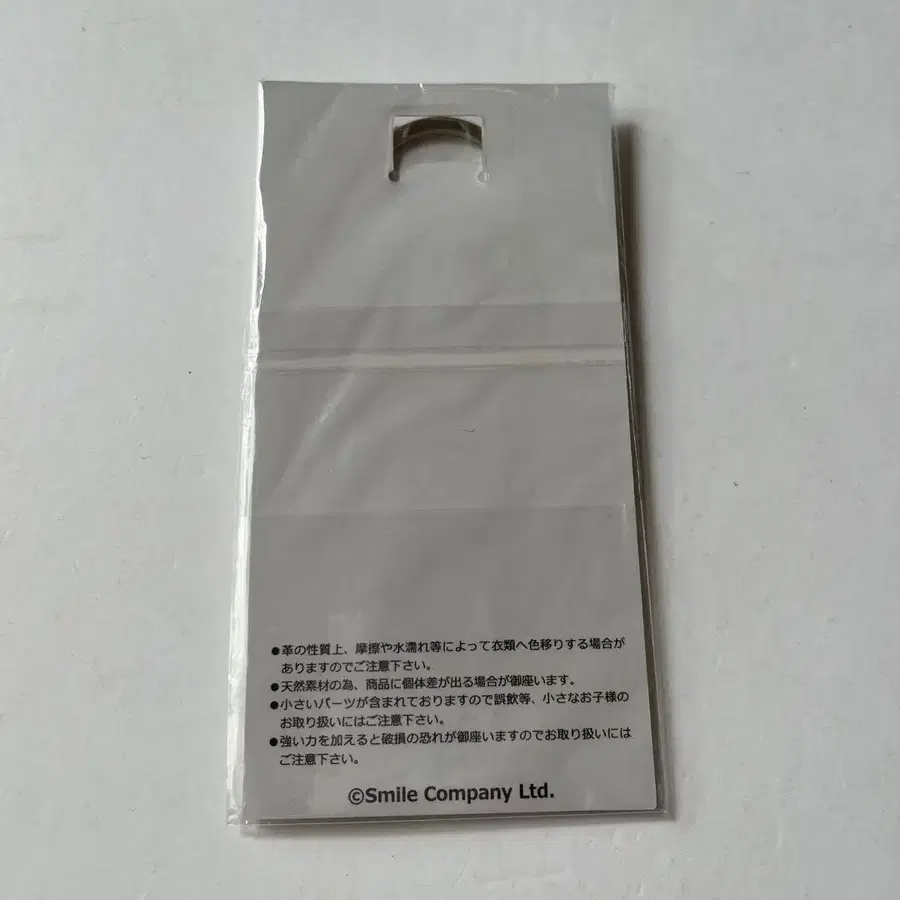 ●革の性質上、摩擦や水濡れ等によって衣類へ色移りする場合が
ありますのでご注意下さい。
●天然素材の為、商品に個体差が出る場合が御座います。
●小さいパーツが含まれておりますので誤飲等、小さなお子様の
お取り扱いにはご注意下さい。
●強い力を加えると破損の恐れが御座いますのでお取り扱いには
ご注意下さい。
©Smile Company Ltd.